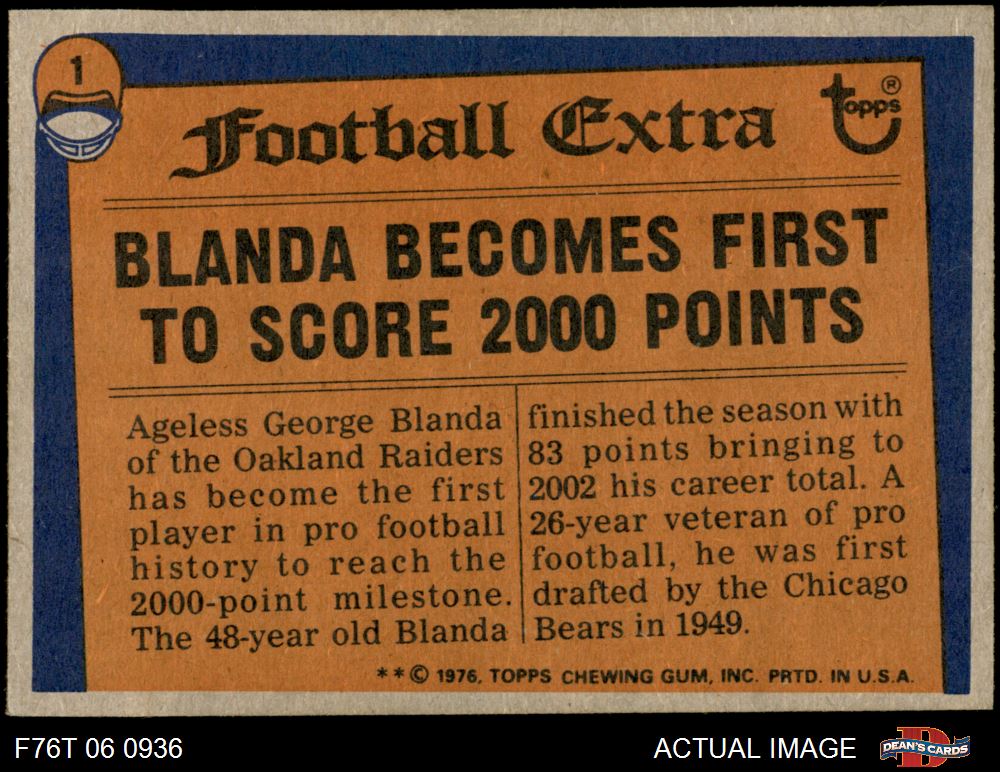 1
Football Extra
topps ®
BLANDA BECOMES FIRST
TO SCORE 2000 POINTS
Ageless George Blanda
of the Oakland Raiders
has become the first
player in pro football
history to reach the
2000-point milestone.
The 48-year old Blanda
finished the season with
83 points bringing to
2002 his career total. A
26-year veteran of pro
football, he was first
drafted by the Chicago
Bears in 1949.
**© 1976, TOPPS CHEWING GUM, INC. PRTD. IN U.S.A.
F76T 06 0936
ACTUAL IMAGE
D
DEAN'S CARDS